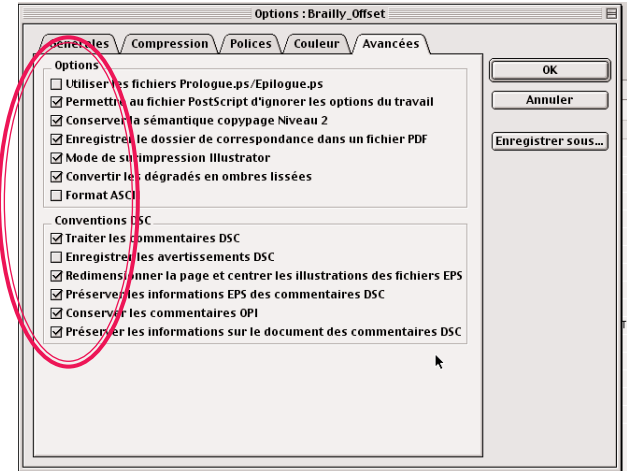 Options : Brailly_Offset
Générales Compression Polices Couleur Avancées
Options
Utiliser les fichiers Prologue.ps/Epilogue.ps
Permettre au fichier PostScript d'ignorer les options du travail
Conserver la sémantique copypage Niveau 2
Enregistrer le dossier de correspondance dans un fichier PDF
Mode de surimpression Illustrator
Convertir les dégradés en ombres lissées
Format ASCII
Conventions DSC
Traiter les commentaires DSC
Enregistrer les avertissements DSC
Redimensionner la page et centrer les illustrations des fichiers EPS
Préserver les informations EPS des commentaires DSC
Conserver les commentaires OPI
Préserver les informations sur le document des commentaires DSC
OK
Annuler
Enregistrer sous...